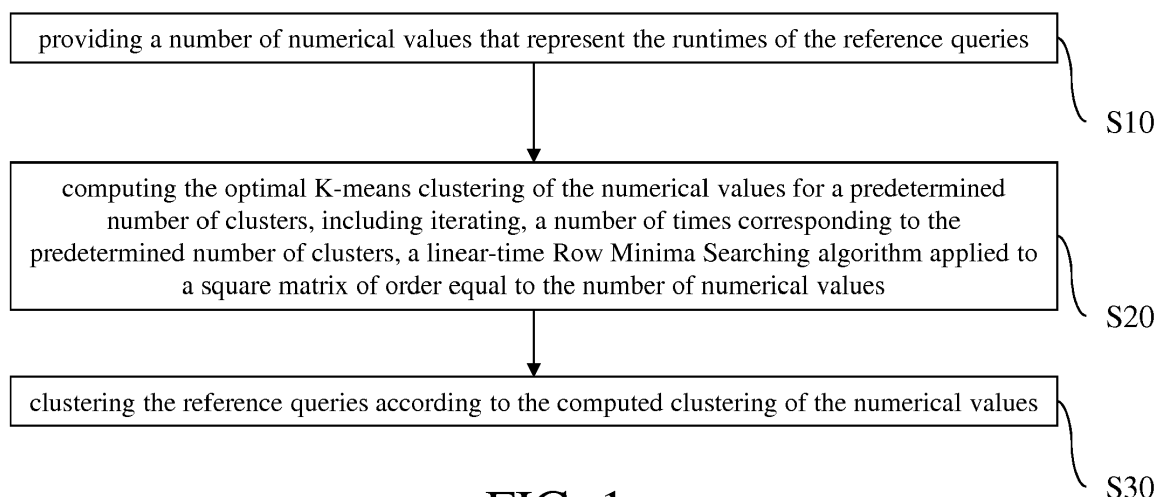 providing a number of numerical values that represent the runtimes of the reference queries
S10
computing the optimal K-means clustering of the numerical values for a predetermined
number of clusters, including iterating, a number of times corresponding to the
predetermined number of clusters, a linear-time Row Minima Searching algorithm applied to
a square matrix of order equal to the number of numerical values
S20
clustering the reference queries according to the computed clustering of the numerical values
S30
FIG. 1